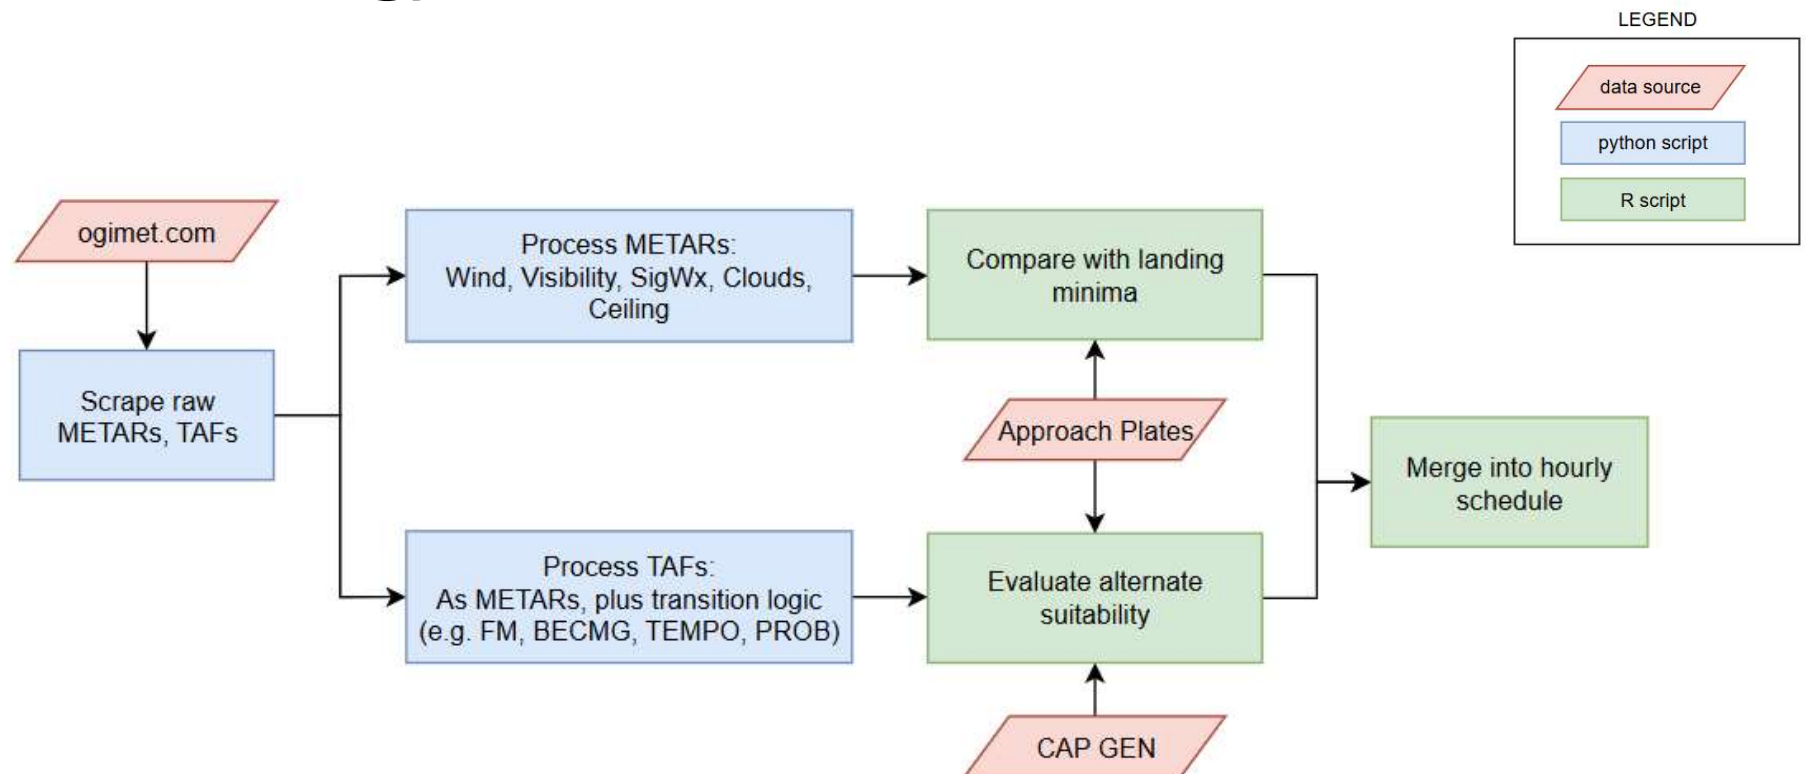 LEGEND
data source
python script
R script
ogimet.com
Scrape raw
METARs, TAFs
Process METARs:
Wind, Visibility, SigWx, Clouds,
Ceiling
Compare with landing
minima
Approach Plates
Merge into hourly
schedule
Process TAFs:
As METARs, plus transition logic
(e.g. FM, BECMG, TEMPO, PROB)
Evaluate alternate
suitability
CAP GEN